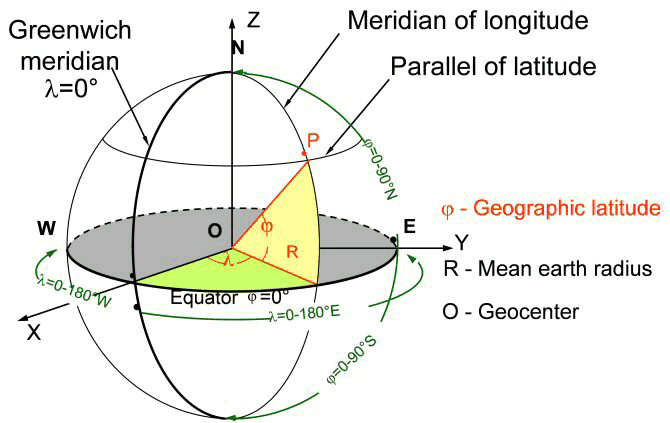 Z
Greenwich
meridian
λ=0°
N
Meridian of longitude
Parallel of latitude
P
φ=0-90°N
W
O
φ
R
λ
E
Y
φ - Geographic latitude
R - Mean earth radius
O - Geocenter
λ=0-180°W
Equator φ=0°
λ=0-180°E
X
φ=0-90°S